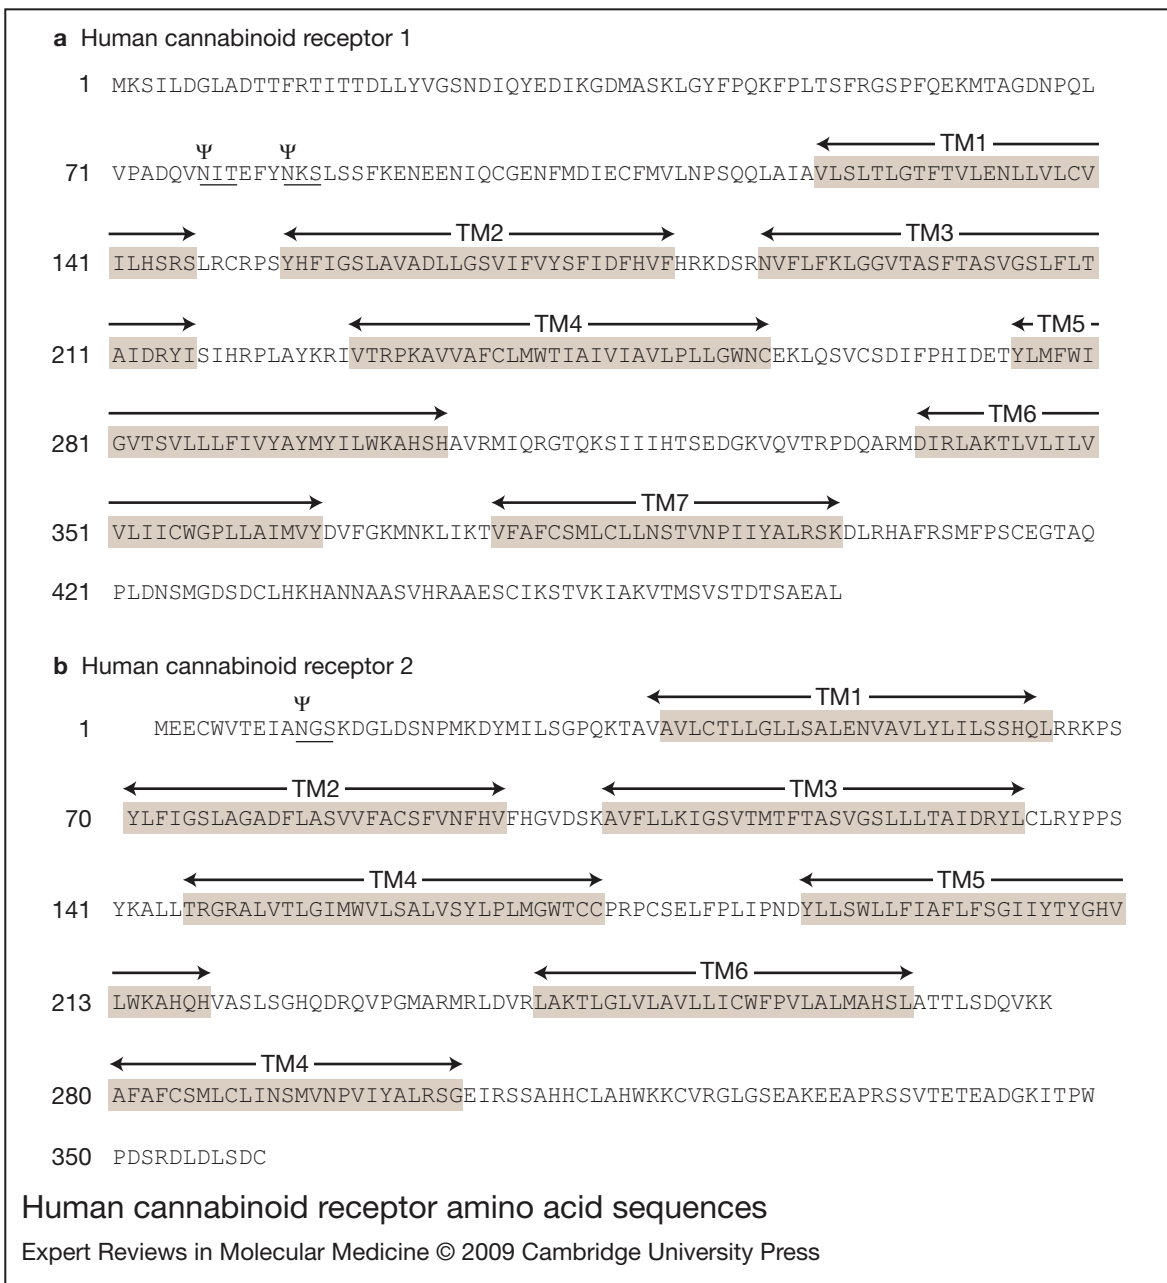 a Human cannabinoid receptor 1
1 MKSILDGLADTTFRTITTDLLYVGSNDIQYEDIKGDMASKLGYFPQKFPLTSFRGSPFQEKMTAGDNPQL
Ψ Ψ TM1
71 VPADQVNITEFYNKSLSSFKENEENIQCGENFMDIECFMVLNPSQQLAIAVLSLTLGTFTVLENLLVLCV
TM2 TM3
141 ILHSRSLRCRPSYHFIGSLAVADLLGSVIFVYSFIDFHVFHRKDSRNVFLFKLGGVTASFTASVGSLFLT
TM4 TM5
211 AIDRYISIHRPLAYKRIVTRPKAVVAFCLMWTIAIVIAVLPLLGWNCEKLQSVCSDIFPHIDETYLMFWI
TM6
281 GVTSVLLLFIVYAYMYILWKAHSHAVRMIQRGTQKSIIIHTSEDGKVQVTRPDQARMDIRLAKTLVLILV
TM7
351 VLIICWGPLLAIMVYDVFGKMNKLIKTVFAFCSMLCLLNSTVNPIIYALRSKDLRHAFRSMFPSCEGTAQ
421 PLDNSMGDSDCLHKHANNAASVHRAAESCIKSTVKIAKVTMSVSTDTSAEAL
b Human cannabinoid receptor 2
Ψ TM1
1 MEECWVTEIANGSKDGLDSNPMKDYMILSGPQKTAVAVLCTLLGLLSALENVAVLYLILSSHQLRRKPS
TM2 TM3
70 YLFIGSLAGADFLASVVFACSFVNFHVFHGVDSKAVFLLKIGSVTMTFTASVGSLLLTAIDRYLCLRYPPS
TM4 TM5
141 YKALLTRGRALVTLGIMWVLSALVSYLPLMGWTCCPRPCSELFPLIPNDYLLSWLLFIAFLFSGIIYTYGHV
TM6
213 LWKAHQHVASLSGHQDRQVPGMARMRLDVRLAKTLGLVLAVLLICWFPVLALMAHSLATTLSDQVKK
TM4
280 AFAFCSMLCLINSMVNPVIYALRSGEIRSSAHHCLAHWKKCVRGLGSEAKEEAPRSSVTETEADGKITPW
350 PDSRDLDLSDC
Human cannabinoid receptor amino acid sequences
Expert Reviews in Molecular Medicine © 2009 Cambridge University Press